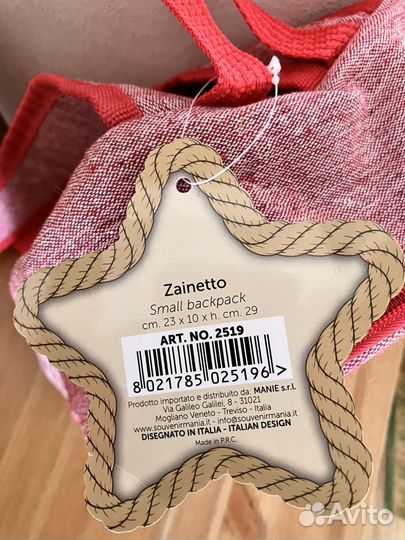 Zainetto
Small backpack
cm. 23 x 10 x h. cm. 29
ART. NO. 2519
8 021785 025196 >
Prodotto importato e distribuito da: MANIE s.r.l.
Via Galileo Galilei, 8 - 31021
Mogliano Veneto - Treviso - Italia
www.souvenirmania.it - info@souvenirmania.it
DISEGNATO IN ITALIA - ITALIAN DESIGN
Made in P.R.C.
Avito